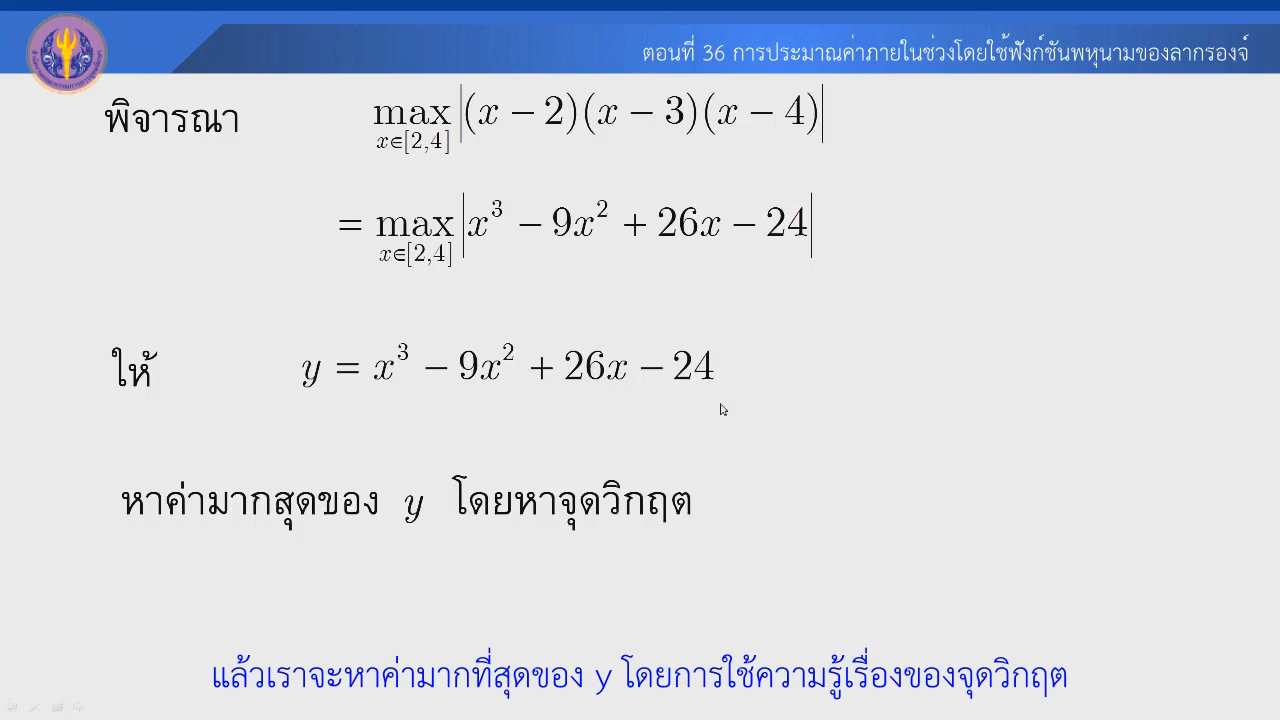 ตอนที่ 36 การประมาณค่าภายในช่วงโดยใช้ฟังก์ชันพหุนามของลากรองจ์
พิจารณา max x∈[2,4] |(x − 2)(x − 3)(x − 4)|
= max x∈[2,4] |x³ − 9x² + 26x − 24|
ให้ y = x³ − 9x² + 26x − 24
หาค่ามากสุดของ y โดยหาจุดวิกฤต
แล้วเราจะหาค่ามากที่สุดของ y โดยการใช้ความรู้เรื่องของจุดวิกฤต